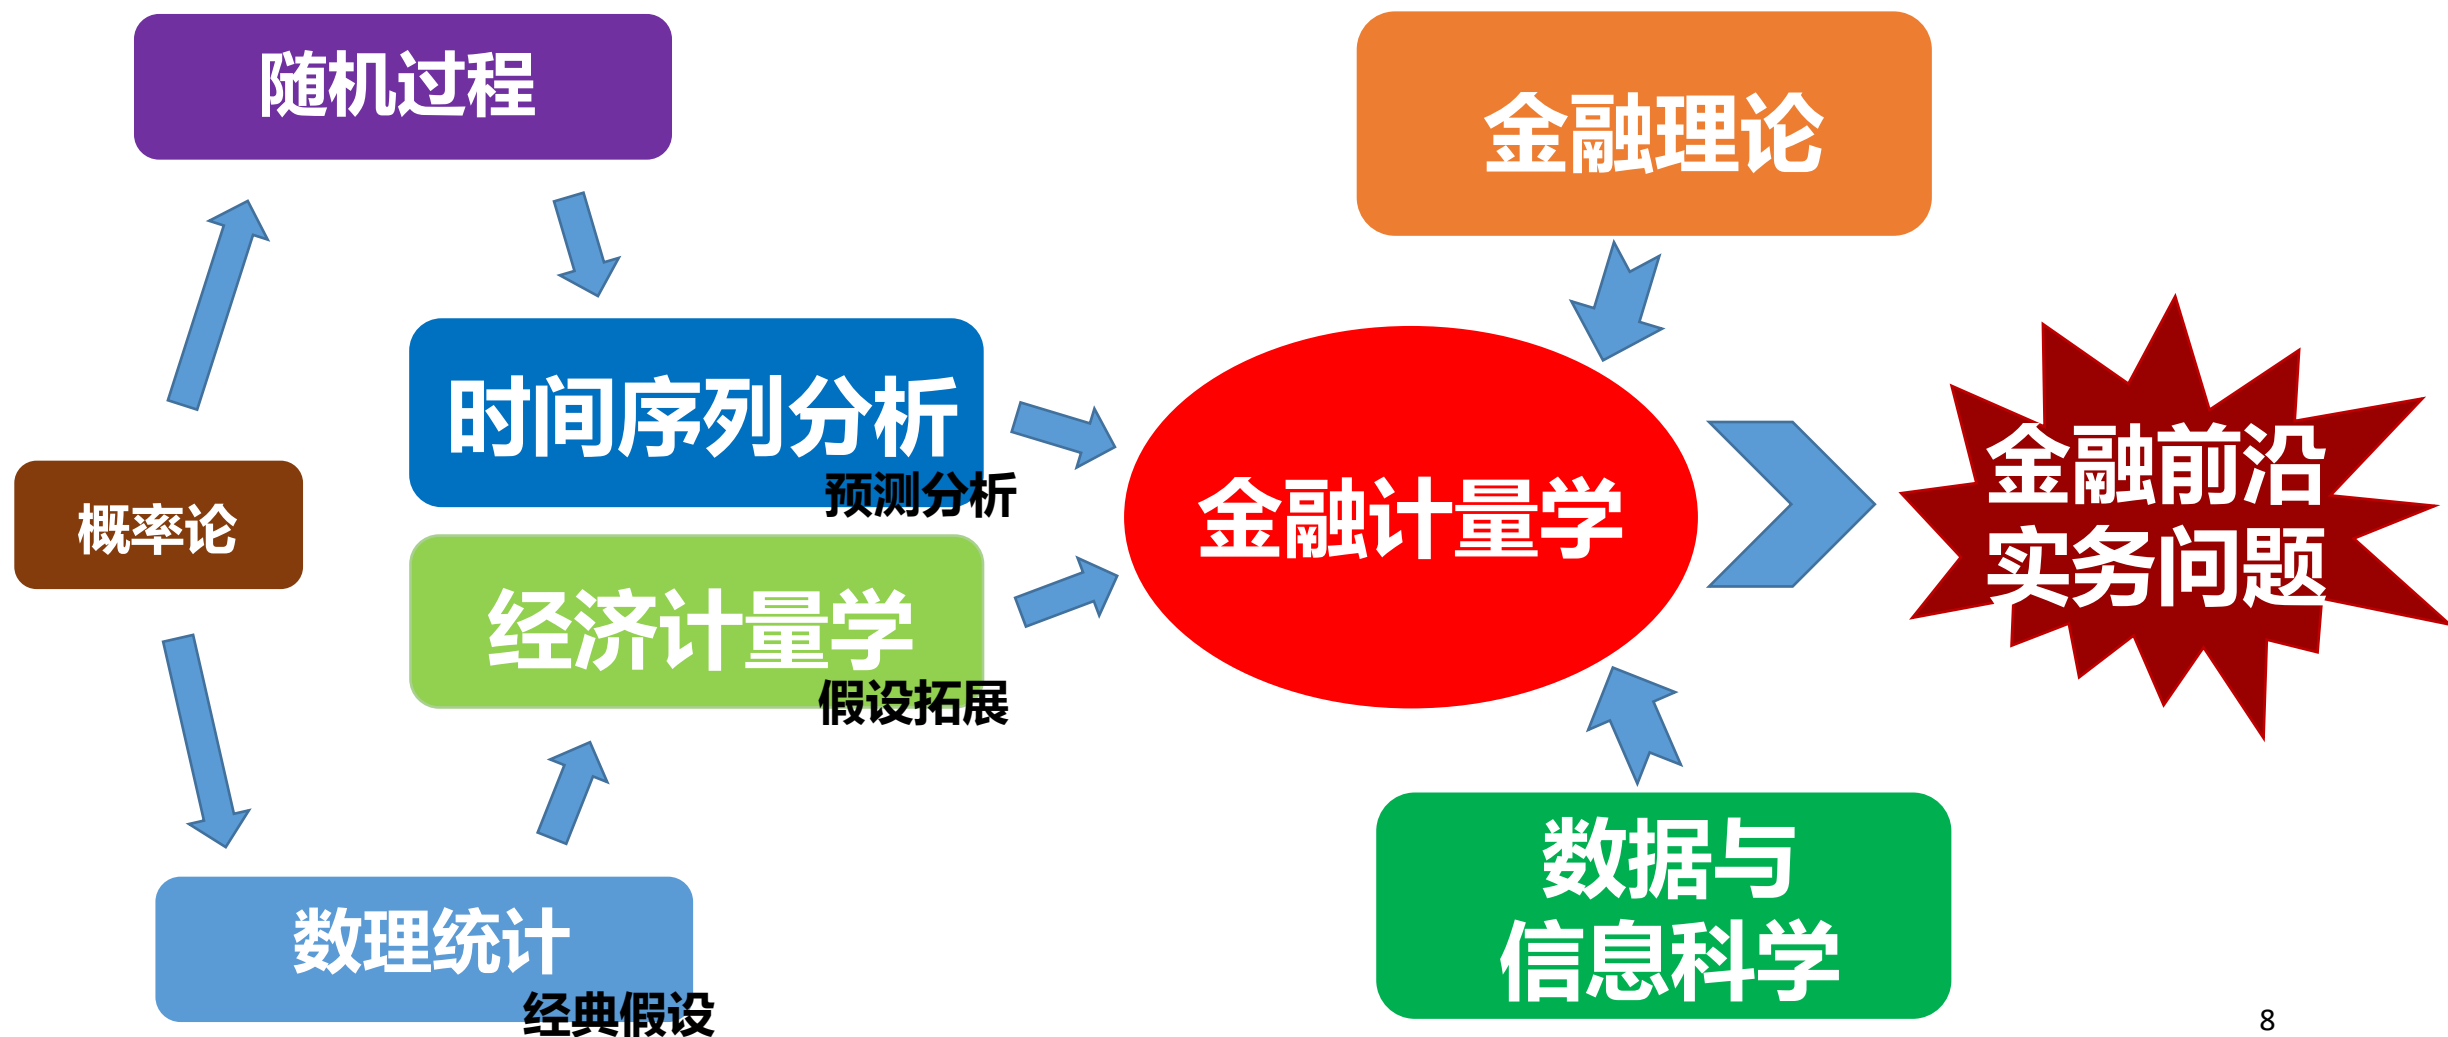 随机过程
金融理论
时间序列分析
预测分析
概率论
经济计量学
假设拓展
金融计量学
金融前沿
实务问题
数理统计
经典假设
数据与
信息科学
8